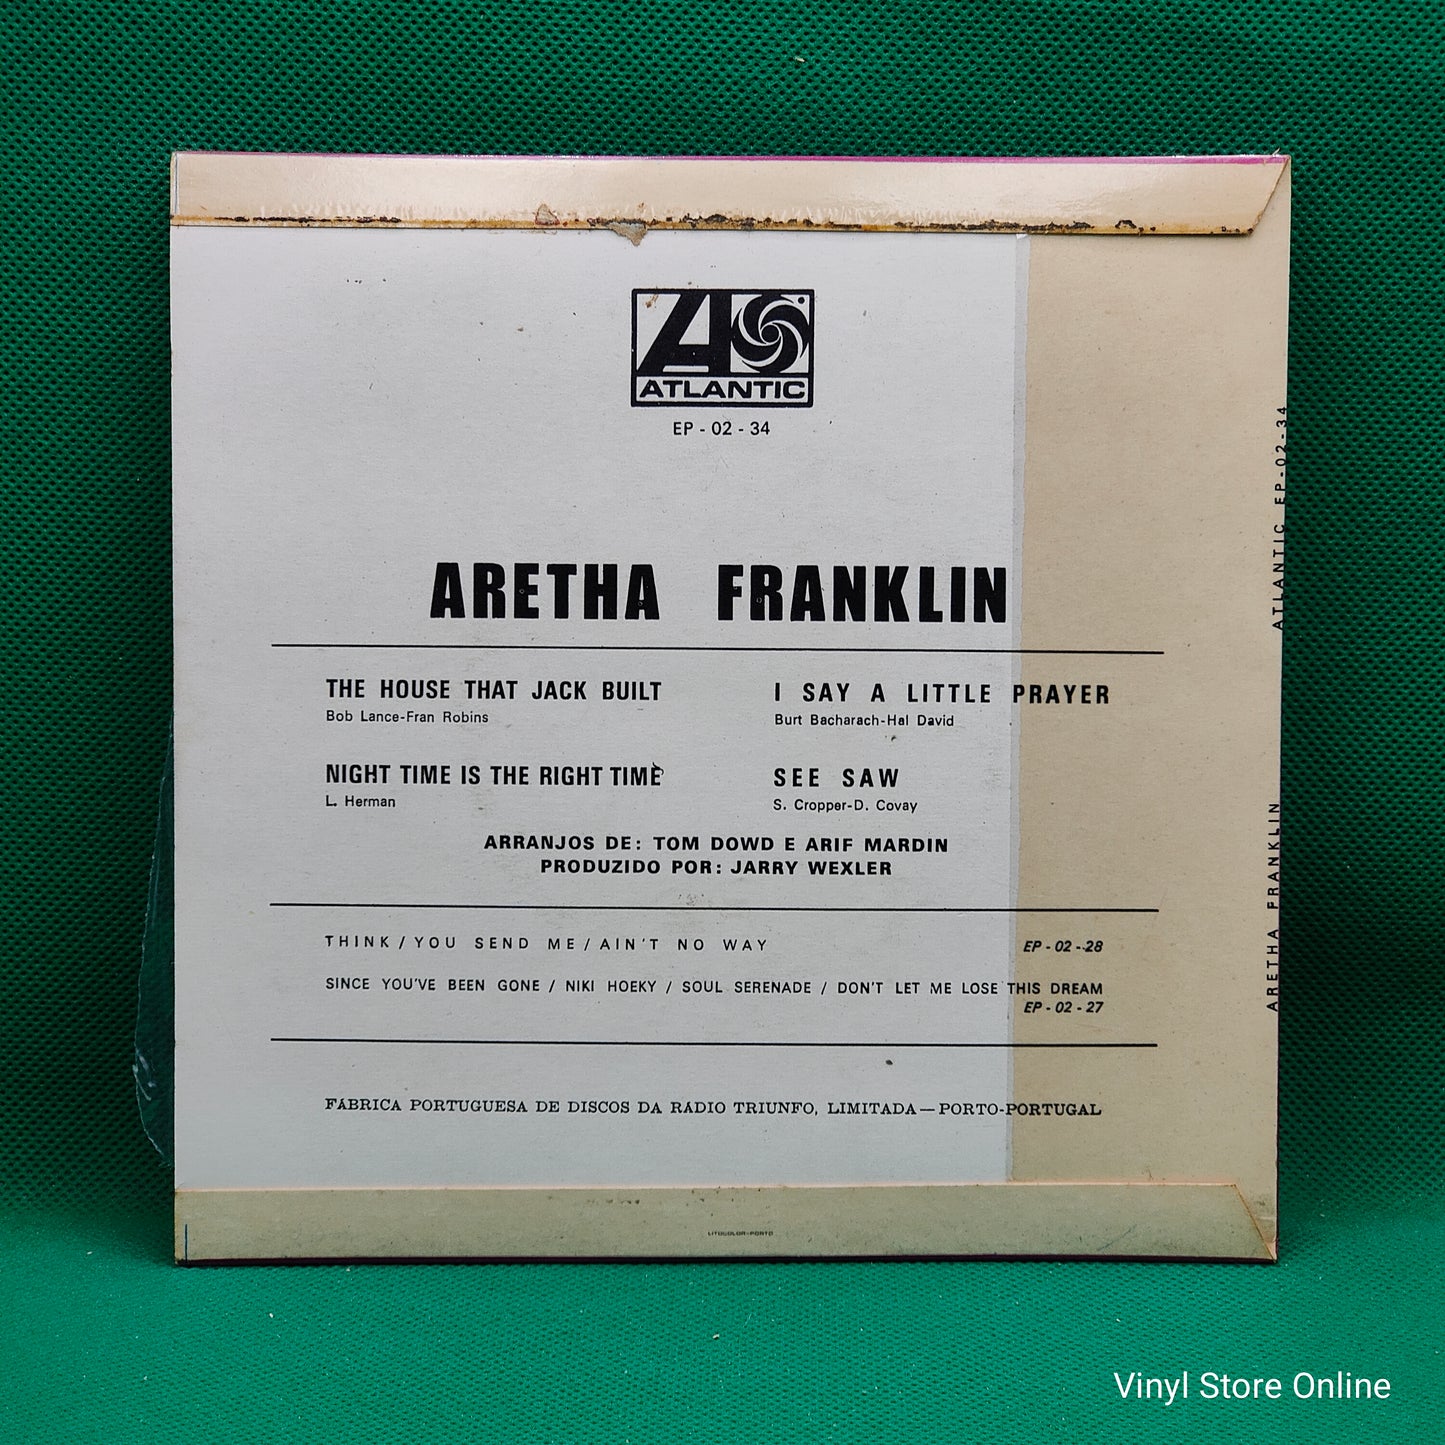 ATLANTIC
EP - 02 - 34
ARETHA FRANKLIN
THE HOUSE THAT JACK BUILT
Bob Lance-Fran Robins
I SAY A LITTLE PRAYER
Burt Bacharach-Hal David
NIGHT TIME IS THE RIGHT TIME
L. Herman
SEE SAW
S. Cropper-D. Covay
ARRANJOS DE: TOM DOWD E ARIF MARDIN
PRODUZIDO POR: JARRY WEXLER
THINK / YOU SEND ME / AIN'T NO WAY EP - 02 - 28
SINCE YOU'VE BEEN GONE / NIKI HOEKY / SOUL SERENADE / DON'T LET ME LOSE THIS DREAM
EP - 02 - 27
FÁBRICA PORTUGUESA DE DISCOS DA RÁDIO TRIUNFO, LIMITADA — PORTO-PORTUGAL
LITOCOLOR-PORTO
ARETHA FRANKLIN ATLANTIC EP-02-34
Vinyl Store Online